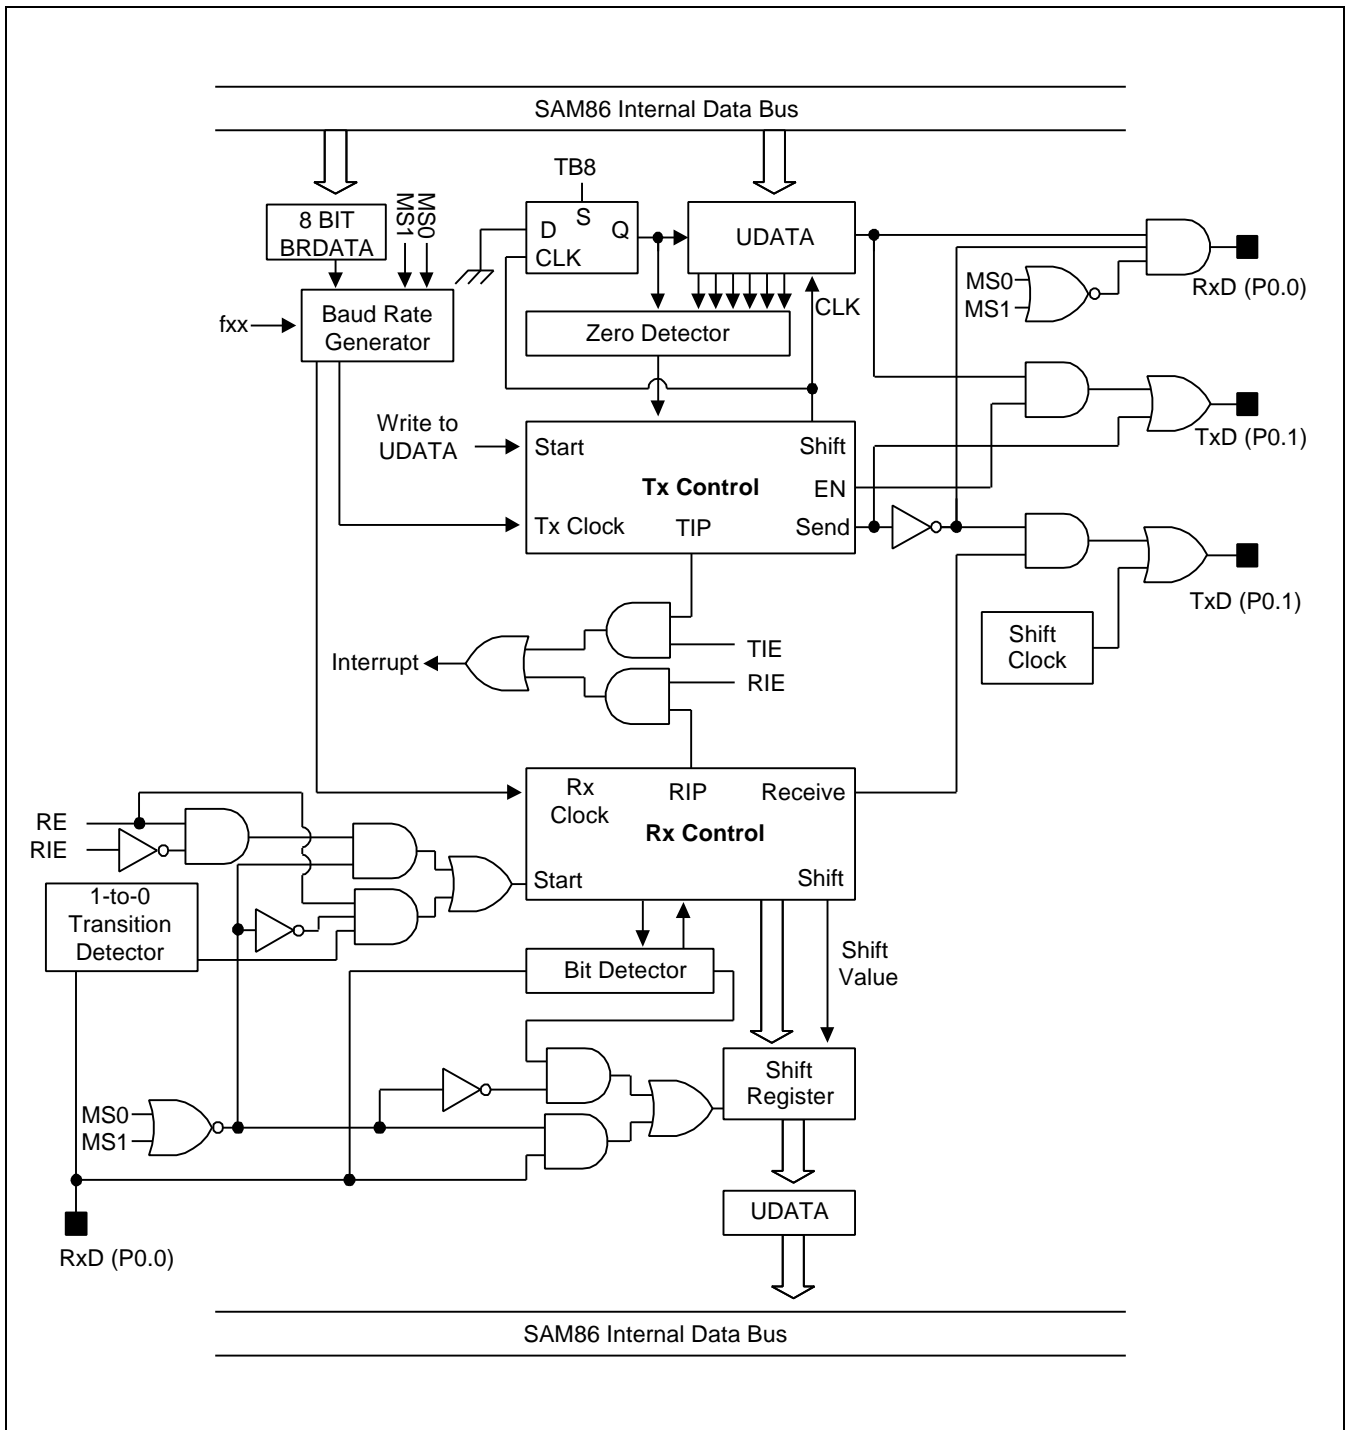 SAM86 Internal Data Bus
TB8
8 BIT
BRDATA
MS1
MS0
D
S
Q
CLK
UDATA
MS0
MS1
RxD (P0.0)
CLK
fxx
Baud Rate
Generator
Zero Detector
Write to
UDATA
Start
Shift
Tx Control
EN
Tx Clock
TIP
Send
TxD (P0.1)
TxD (P0.1)
Shift
Clock
Interrupt
TIE
RIE
Rx
Clock
RIP
Receive
Rx Control
Start
Shift
RE
RIE
1-to-0
Transition
Detector
Bit Detector
Shift
Value
Shift
Register
MS0
MS1
UDATA
RxD (P0.0)
SAM86 Internal Data Bus